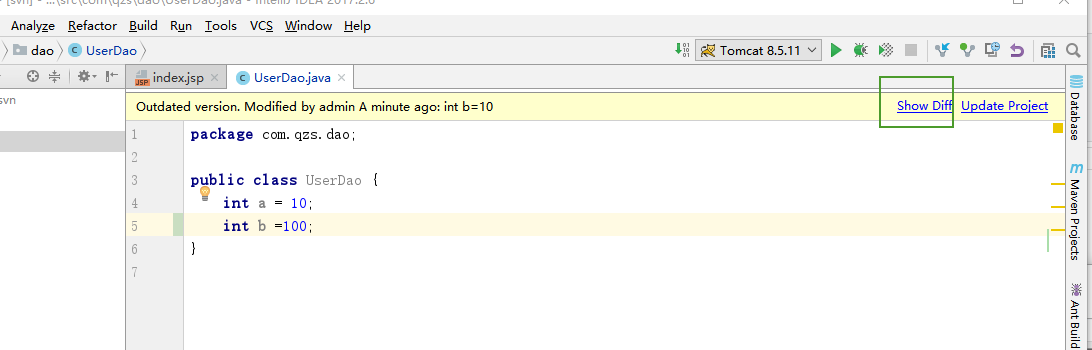 [svn] - ...\src\com\qzs\dao\UserDao.java - IntelliJ IDEA 2017.2.6
Analyze Refactor Build Run Tools VCS Window Help
dao UserDao Tomcat 8.5.11
index.jsp UserDao.java
svn
Outdated version. Modified by admin A minute ago: int b=10 Show Diff Update Project
1 package com.qzs.dao;
2
3 public class UserDao {
4 int a = 10;
5 int b =100;
6 }
7
Database
Maven Projects
Ant Build